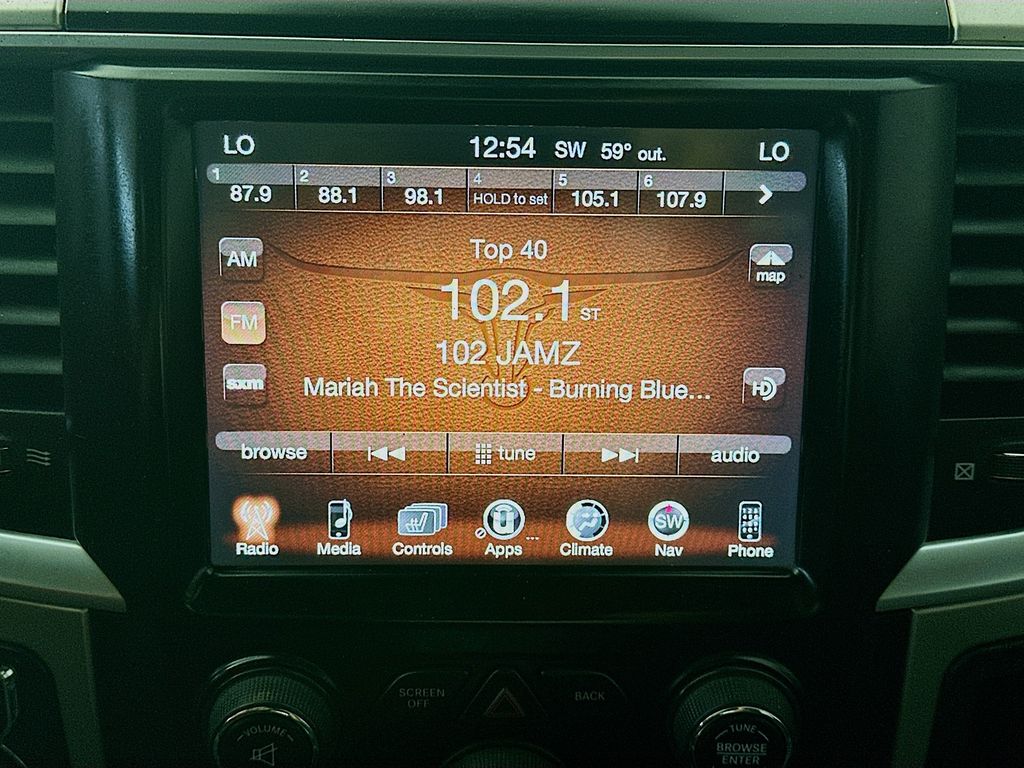 LO 12:54 SW 59° out. LO
1 87.9 2 88.1 3 98.1 4 HOLD to set 5 105.1 6 107.9
AM Top 40 map
102.1 ST
FM
102 JAMZ
sxm Mariah The Scientist - Burning Blue... HD
browse tune audio
U SW
Radio Media Controls Apps ... Climate Nav Phone
SCREEN OFF BACK
VOLUME TUNE
BROWSE
ENTER